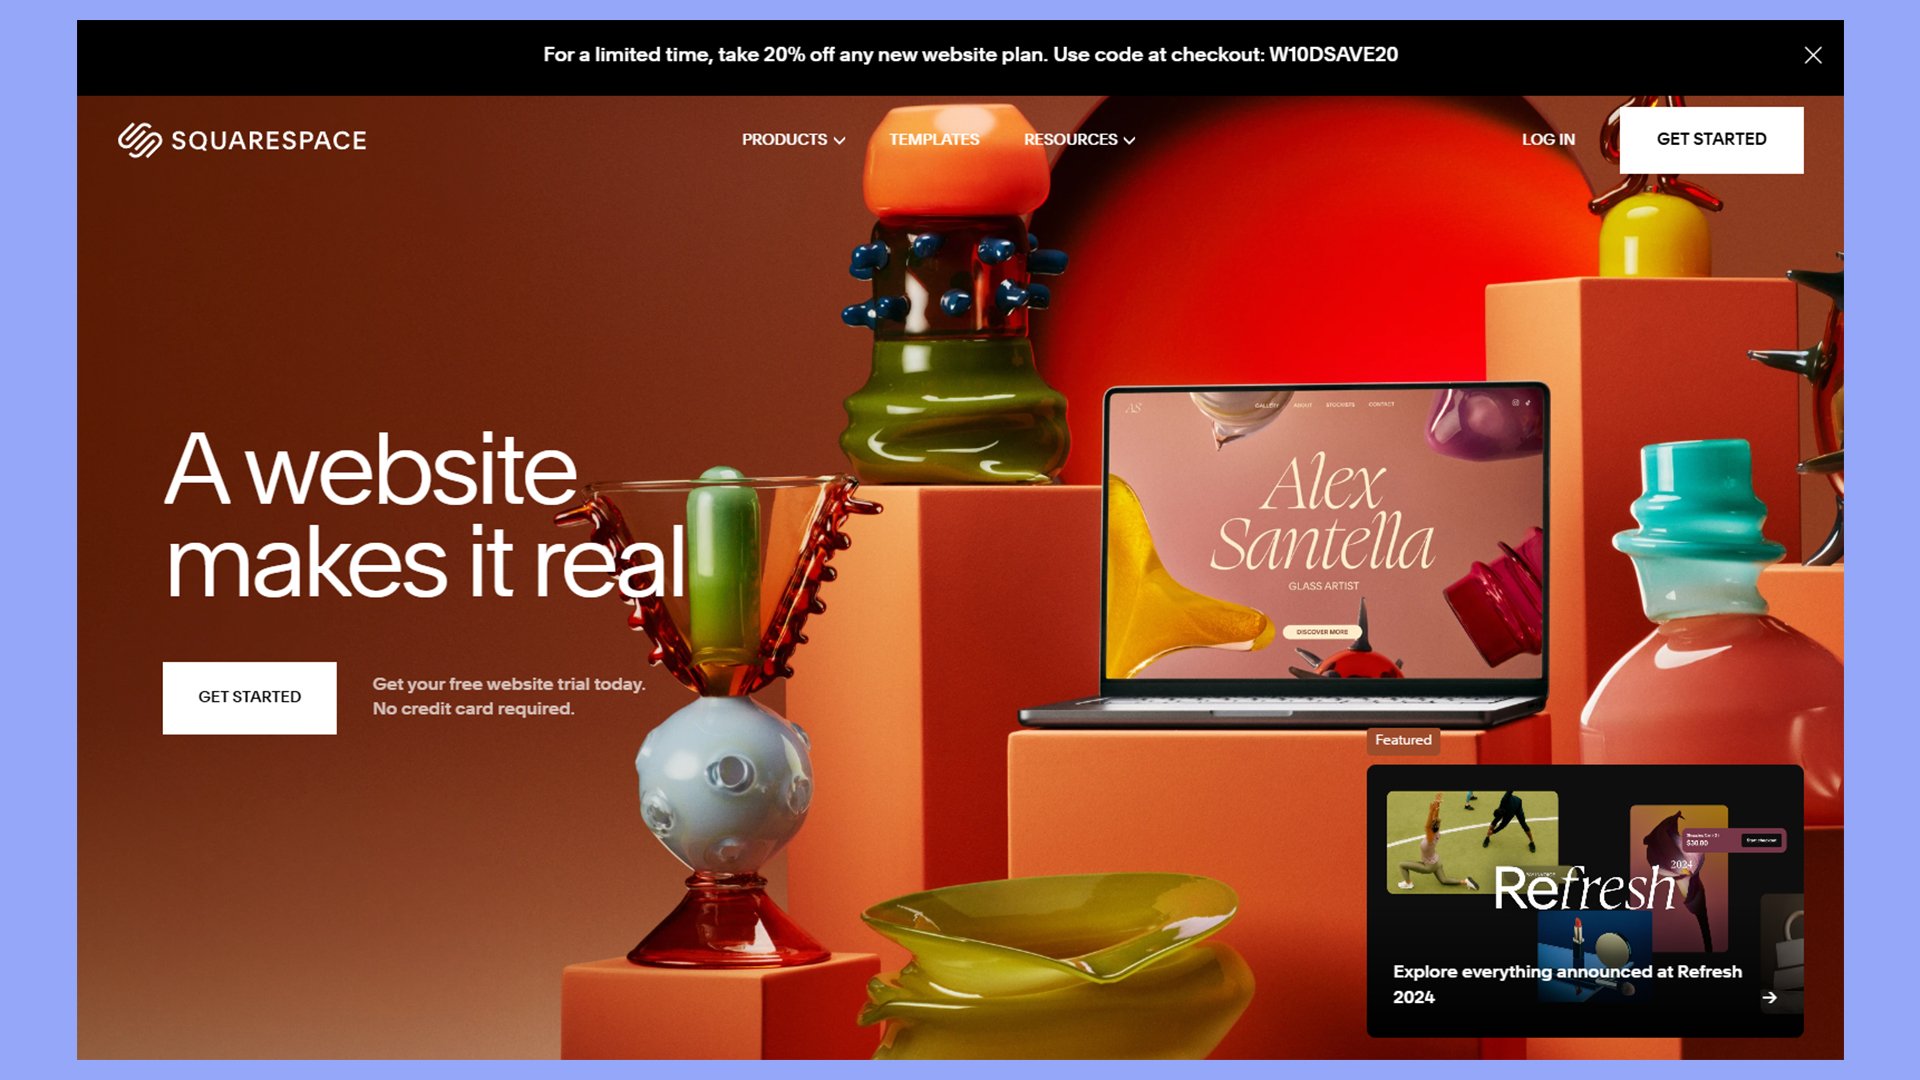 For a limited time, take 20% off any new website plan. Use code at checkout: W10DSAVE20
SQUARESPACE
PRODUCTS
TEMPLATES
RESOURCES
LOG IN
GET STARTED
A website
makes it real
GET STARTED
Get your free website trial today.
No credit card required.
AS
GALLERY
ABOUT
STOCKISTS
CONTACT
Alex
Santella
GLASS ARTIST
DISCOVER MORE
Featured
$30.00
2024
Refresh
Explore everything announced at Refresh
2024